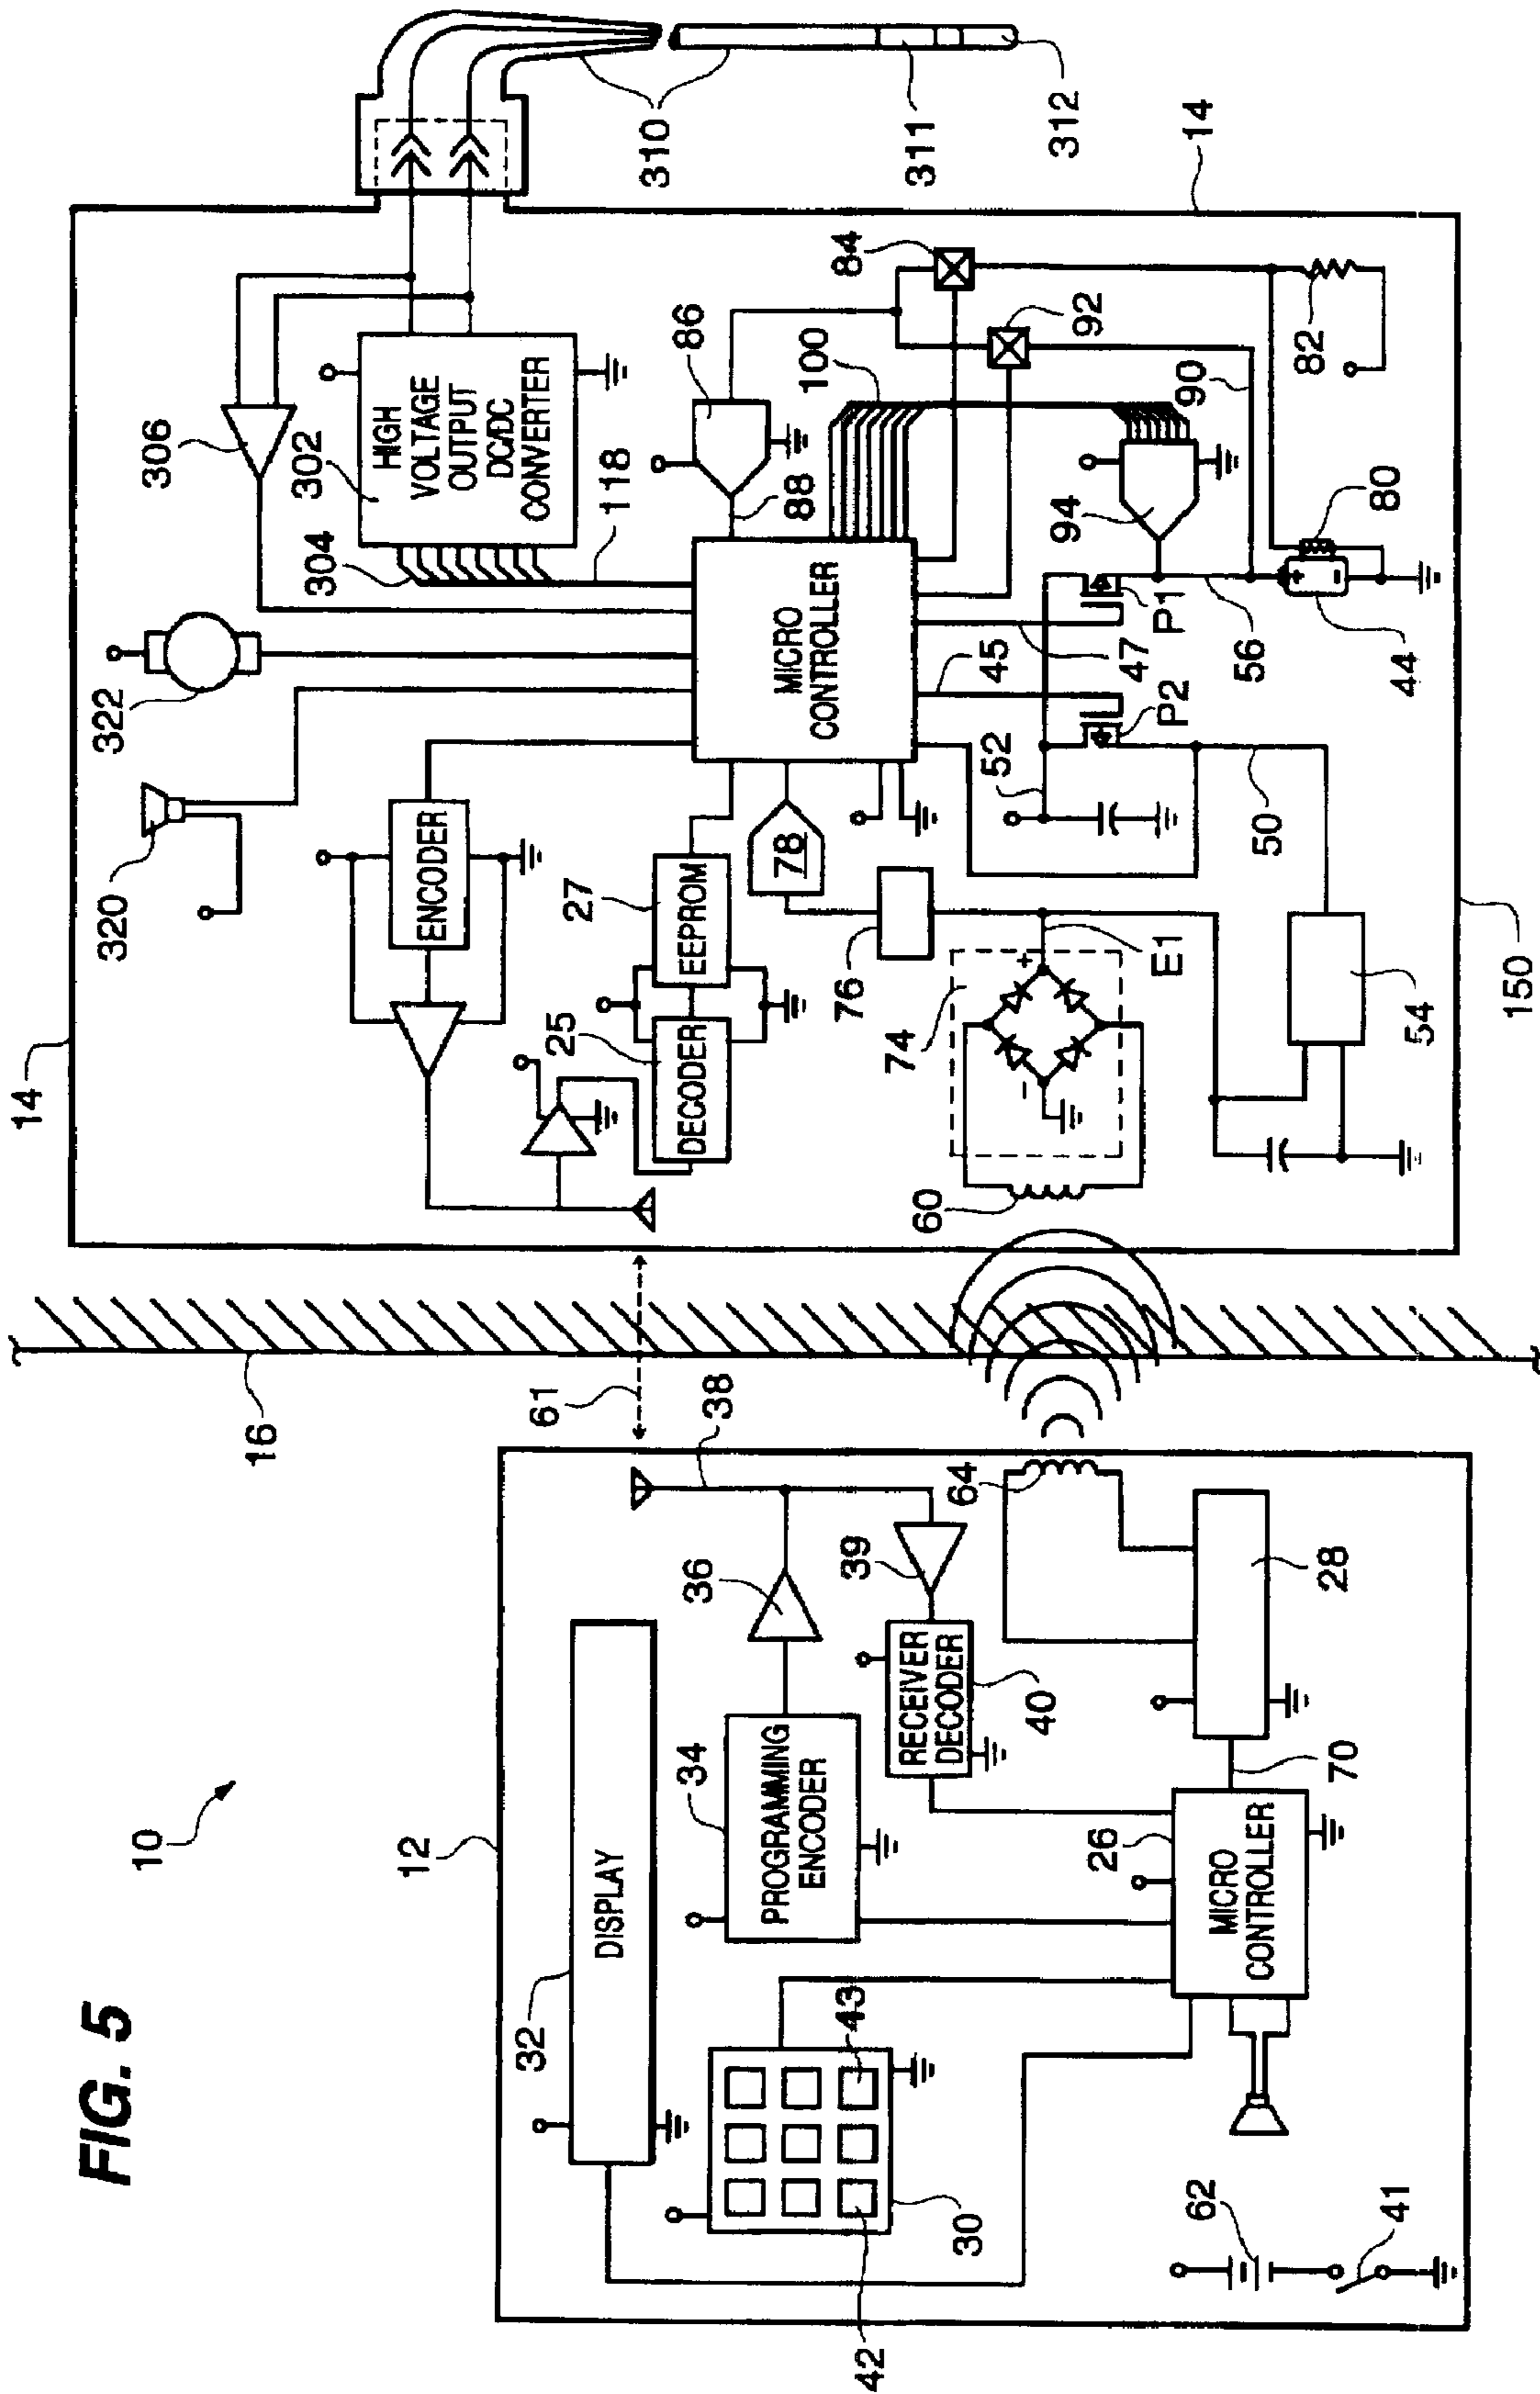 FIG. 5
10
12
32
DISPLAY
34
PROGRAMMING
ENCODER
36
38
39
RECEIVER
DECODER
40
43
30
42
26
MICRO
CONTROLLER
70
28
64
62
41
16
61
14
320
322
306
302
HIGH
VOLTAGE
OUTPUT
DC/DC
CONVERTER
304
118
310
311
312
14
ENCODER
25
DECODER
27
EEPROM
MICRO
CONTROLLER
78
76
74
+
-
E1
60
86
88
100
84
92
94
90
82
80
+
-
44
56
P1
47
45
P2
52
50
54
150